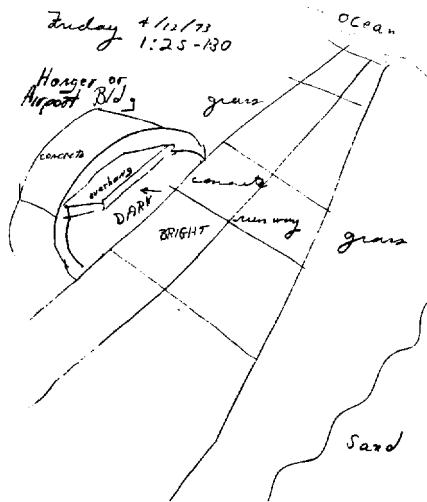 Friday 4/12/73
1:25-130
Ocean
Hanger or
Airport Bldg
grass
CONCRETE
overhang
concrete
DARK
BRIGHT
runway
grass
Sand